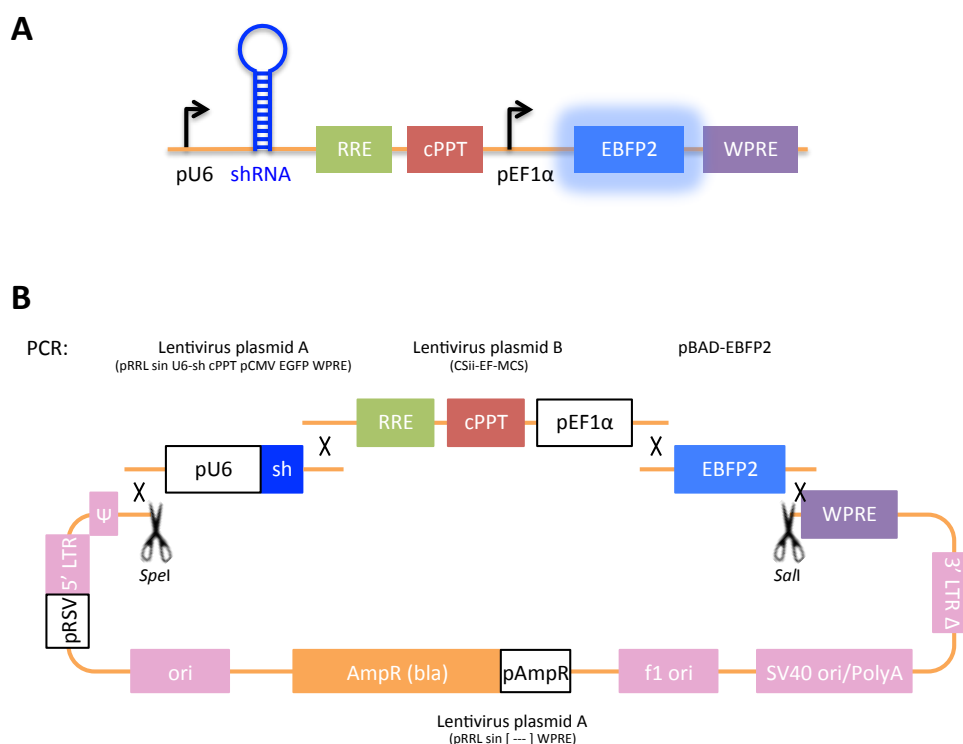 A
RRE
cPPT
EBFP2
WPRE
pU6
shRNA
pEF1α
B
PCR:
Lentivirus plasmid A
(pRRL sin U6-sh cPPT pCMV EGFP WPRE)
Lentivirus plasmid B
(CSii-EF-MCS)
pBAD-EBFP2
RRE
cPPT
pEF1α
pU6
sh
EBFP2
Ψ
WPRE
SpeI
SalI
5' LTR
pRSV
3' LTR Δ
ori
AmpR (bla)
pAmpR
f1 ori
SV40 ori/PolyA
Lentivirus plasmid A
(pRRL sin [ --- ] WPRE)